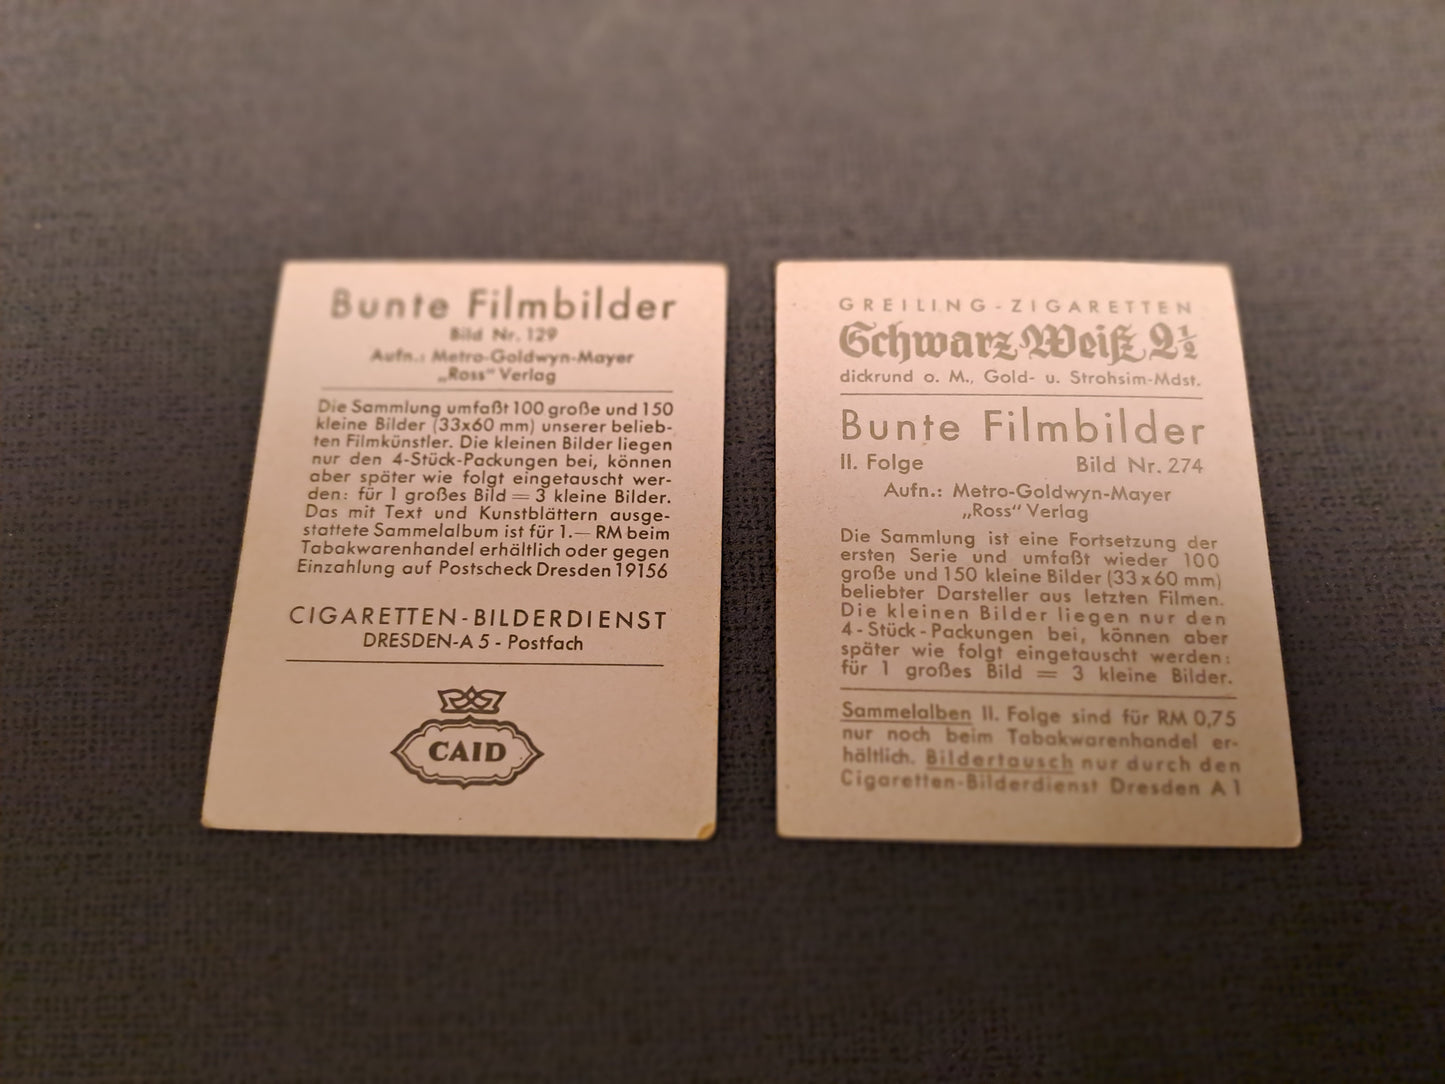 Bunte Filmbilder
Bild Nr. 129
Aufn.: Metro-Goldwyn-Mayer
„Ross“ Verlag
Die Sammlung umfaßt 100 große und 150
kleine Bilder (33x60 mm) unserer belieb-
ten Filmkünstler. Die kleinen Bilder liegen
nur den 4-Stück-Packungen bei, können
aber später wie folgt eingetauscht wer-
den: für 1 großes Bild = 3 kleine Bilder.
Das mit Text und Kunstblättern ausge-
stattete Sammelalbum ist für 1.— RM beim
Tabakwarenhandel erhältlich oder gegen
Einzahlung auf Postscheck Dresden 19156
CIGARETTEN-BILDERDIENST
DRESDEN-A 5 - Postfach
CAID
GREILING-ZIGARETTEN
Schwarz-Weiß 2½
dickrund o. M., Gold- u. Strohsim-Mdst.
Bunte Filmbilder
II. Folge Bild Nr. 274
Aufn.: Metro-Goldwyn-Mayer
„Ross“ Verlag
Die Sammlung ist eine Fortsetzung der
ersten Serie und umfaßt wieder 100
große und 150 kleine Bilder (33x60 mm)
beliebter Darsteller aus letzten Filmen.
Die kleinen Bilder liegen nur den
4-Stück-Packungen bei, können aber
später wie folgt eingetauscht werden:
für 1 großes Bild = 3 kleine Bilder.
Sammelalben II. Folge sind für RM 0,75
nur noch beim Tabakwarenhandel er-
hältlich. Bildertausch nur durch den
Cigaretten-Bilderdienst Dresden A 1